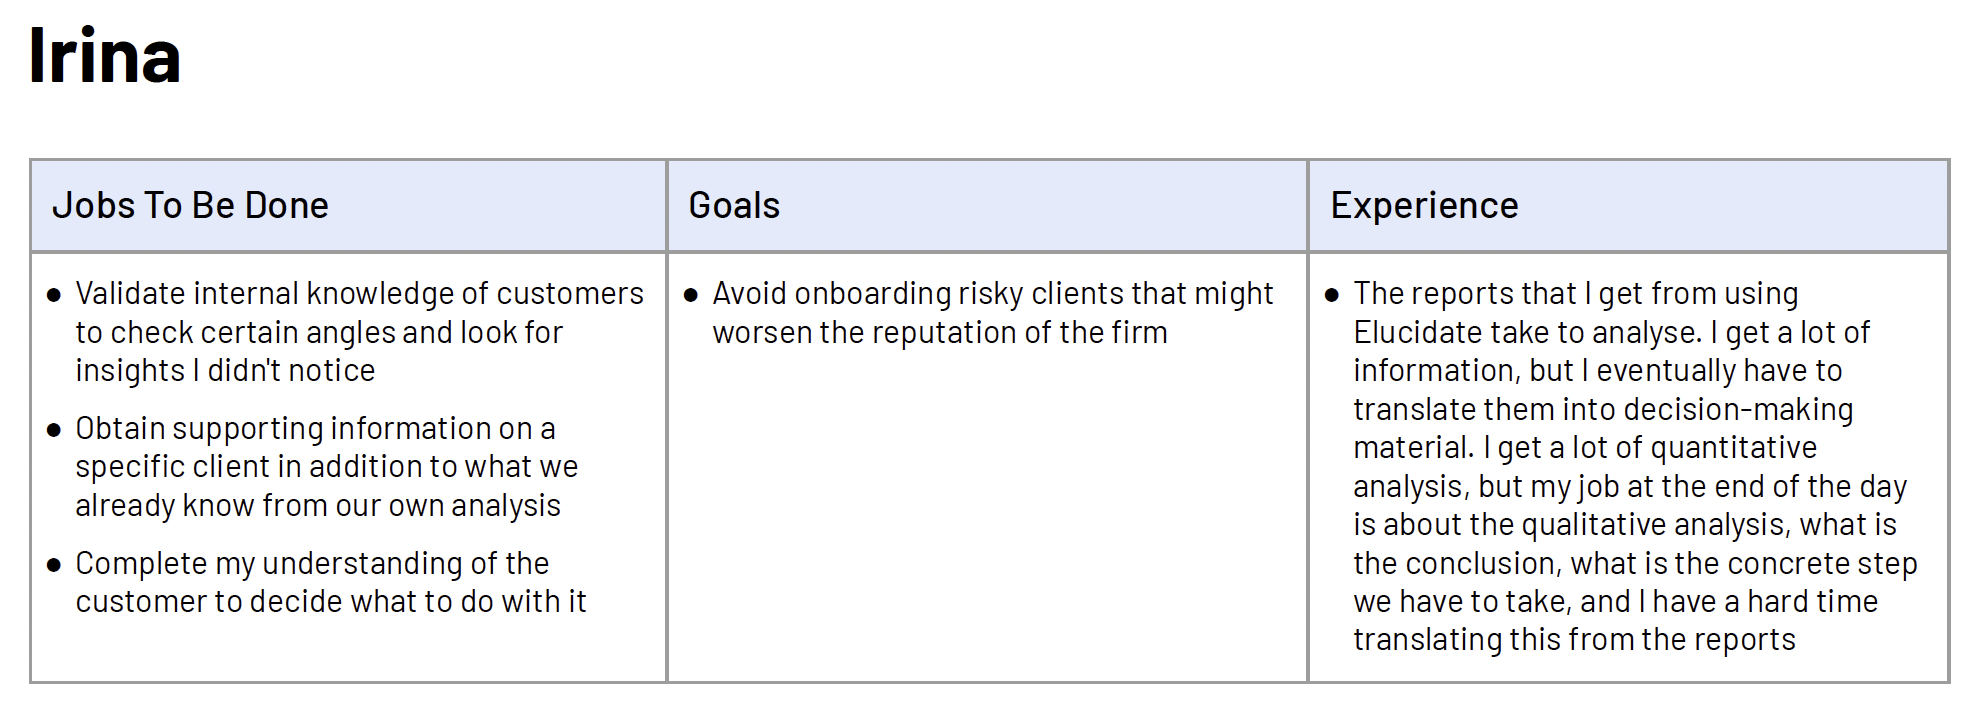 Irina
Jobs To Be Done
Goals
Experience
● Validate internal knowledge of customers
to check certain angles and look for
insights I didn't notice
● Obtain supporting information on a
specific client in addition to what we
already know from our own analysis
● Complete my understanding of the
customer to decide what to do with it
● Avoid onboarding risky clients that might
worsen the reputation of the firm
● The reports that I get from using
Elucidate take to analyse. I get a lot of
information, but I eventually have to
translate them into decision-making
material. I get a lot of quantitative
analysis, but my job at the end of the day
is about the qualitative analysis, what is
the conclusion, what is the concrete step
we have to take, and I have a hard time
translating this from the reports